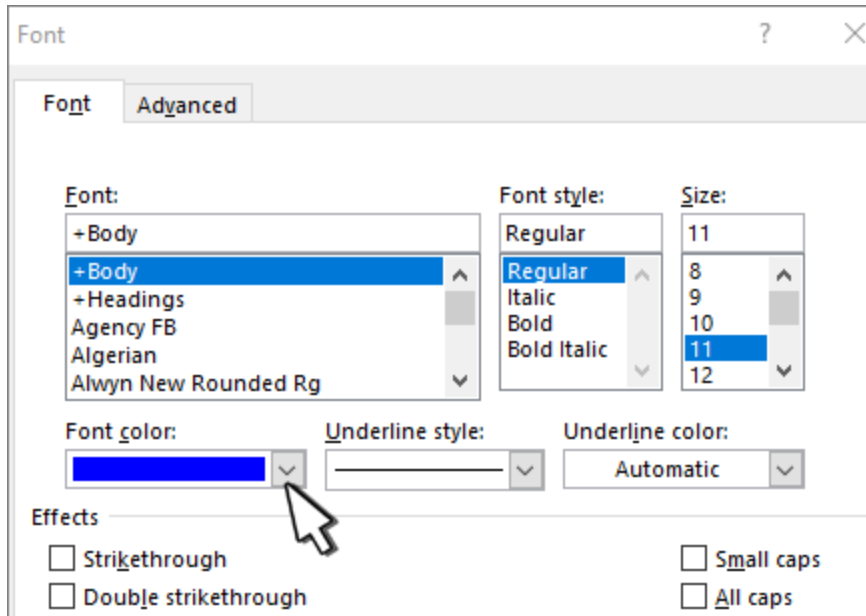 Font ?
Font Advanced
Font: Font style: Size:
+Body Regular 11
+Body Regular 8
+Headings Italic 9
Agency FB Bold 10
Algerian Bold Italic 11
Alwyn New Rounded Rg 12
Font color: Underline style: Underline color:
Automatic
Effects
Strikethrough Small caps
Double strikethrough All caps